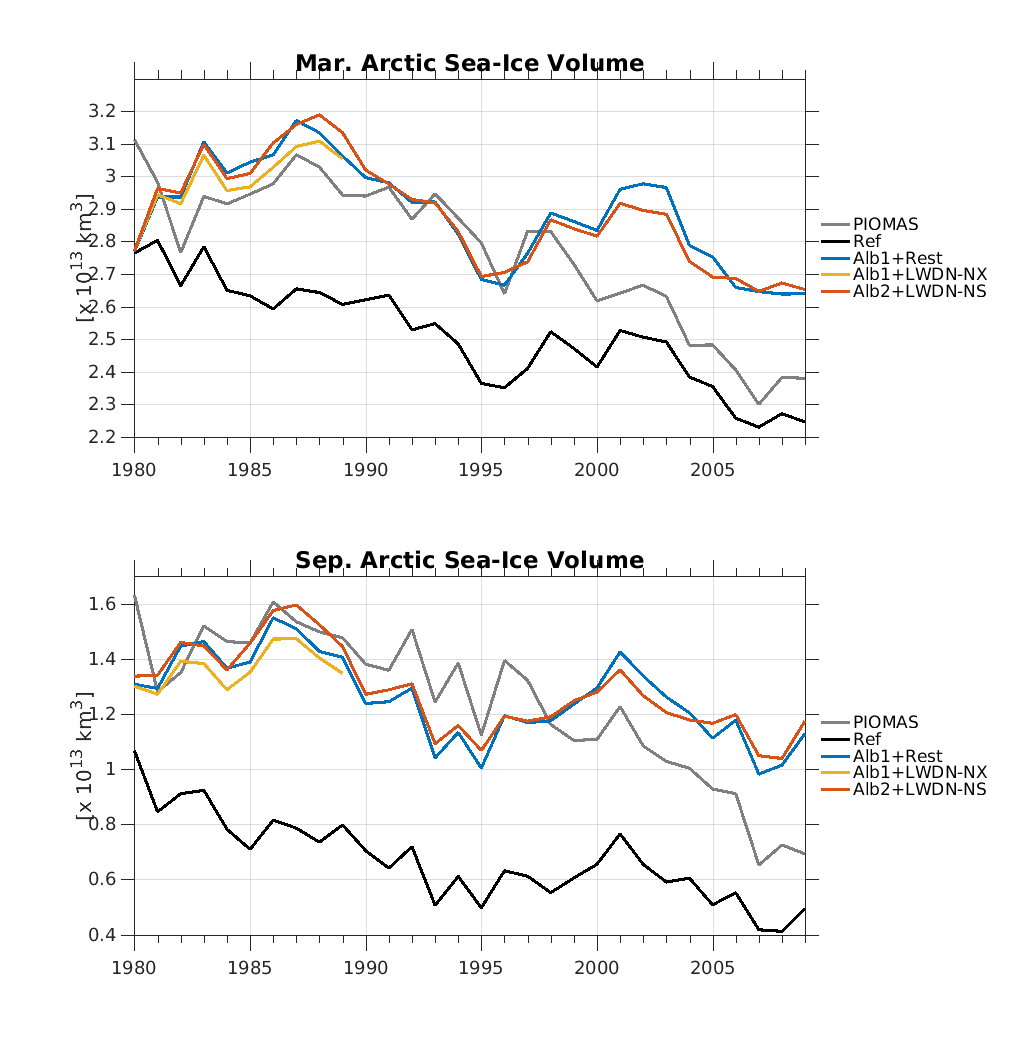 Mar. Arctic Sea-Ice Volume
[x 10^13 km^3]
3.2
3.1
3
2.9
2.8
2.7
2.6
2.5
2.4
2.3
2.2
1980 1985 1990 1995 2000 2005
PIOMAS
Ref
Alb1+Rest
Alb1+LWDN-NX
Alb2+LWDN-NS
Sep. Arctic Sea-Ice Volume
[x 10^13 km^3]
1.6
1.4
1.2
1
0.8
0.6
0.4
1980 1985 1990 1995 2000 2005
PIOMAS
Ref
Alb1+Rest
Alb1+LWDN-NX
Alb2+LWDN-NS